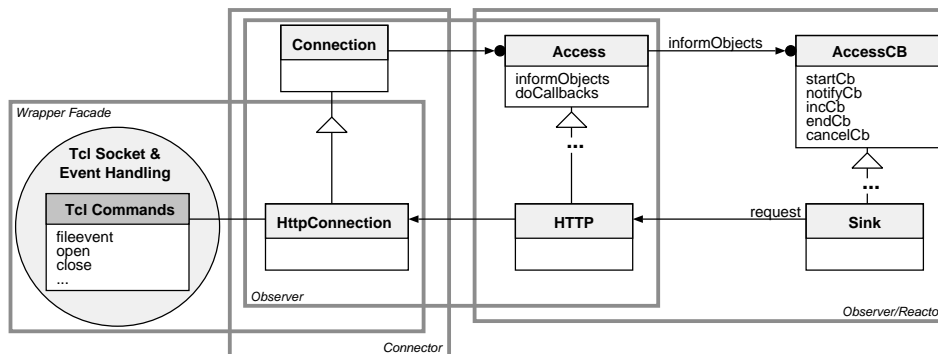 Connection
Access
informObjects
doCallbacks
informObjects
AccessCB
startCb
notifyCb
incCb
endCb
cancelCb
Wrapper Facade
Tcl Socket &
Event Handling
Tcl Commands
fileevent
open
close
...
HttpConnection
...
HTTP
request
...
Sink
Observer
Observer/Reacto
Connector